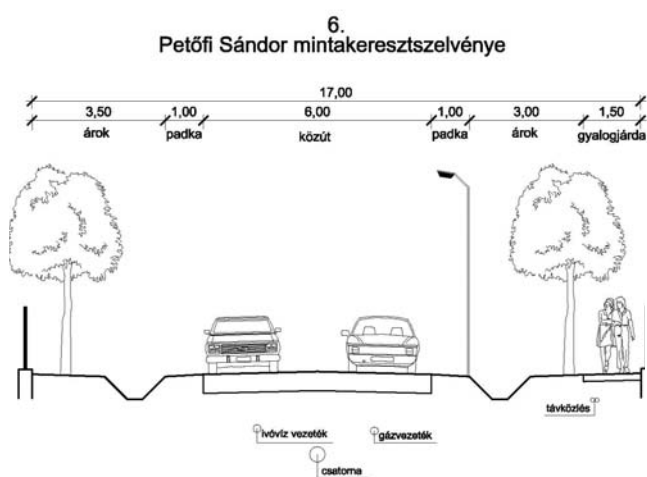 6.
Petőfi Sándor mintakeresztszelvénye
17,00
3,50 1,00 6,00 1,00 3,00 1,50
árok padka közút padka árok gyalogjárda
ivóvíz vezeték gázvezeték távközlés
csatorna